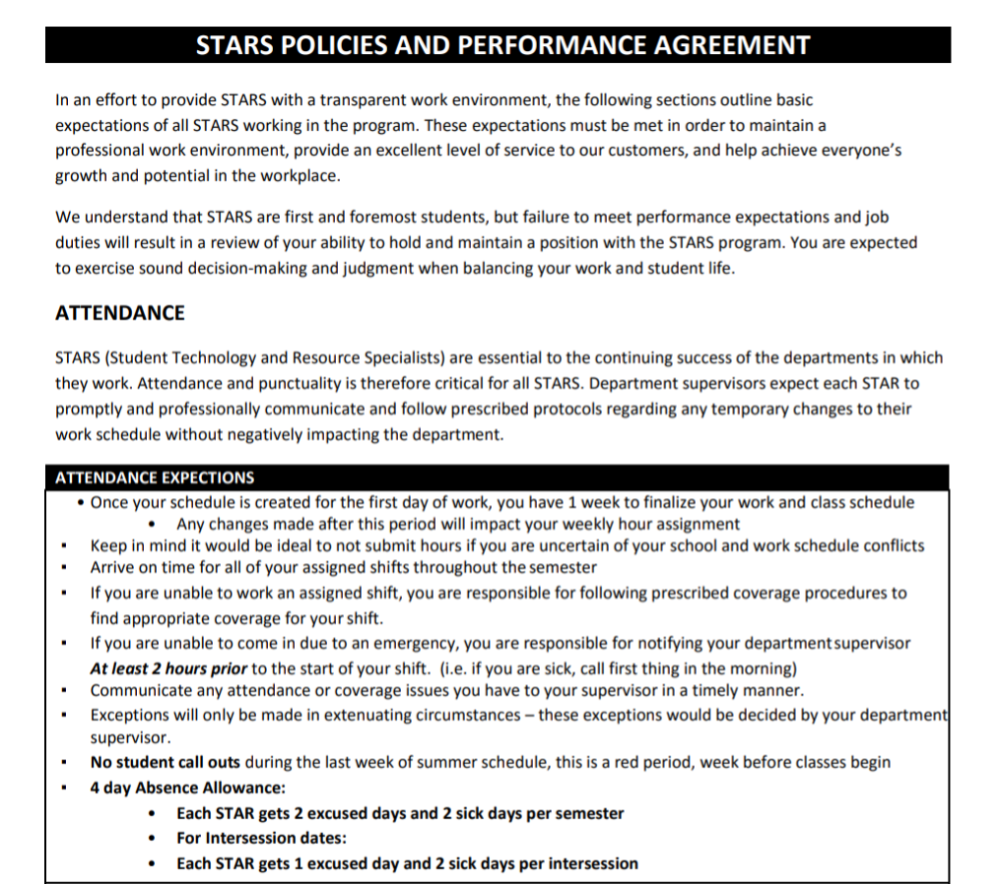 STARS POLICIES AND PERFORMANCE AGREEMENT
In an effort to provide STARS with a transparent work environment, the following sections outline basic
expectations of all STARS working in the program. These expectations must be met in order to maintain a
professional work environment, provide an excellent level of service to our customers, and help achieve everyone's
growth and potential in the workplace.
We understand that STARS are first and foremost students, but failure to meet performance expectations and job
duties will result in a review of your ability to hold and maintain a position with the STARS program. You are expected
to exercise sound decision-making and judgment when balancing your work and student life.
ATTENDANCE
STARS (Student Technology and Resource Specialists) are essential to the continuing success of the departments in which
they work. Attendance and punctuality is therefore critical for all STARS. Department supervisors expect each STAR to
promptly and professionally communicate and follow prescribed protocols regarding any temporary changes to their
work schedule without negatively impacting the department.
ATTENDANCE EXPECTIONS
• Once your schedule is created for the first day of work, you have 1 week to finalize your work and class schedule
• Any changes made after this period will impact your weekly hour assignment
▪ Keep in mind it would be ideal to not submit hours if you are uncertain of your school and work schedule conflicts
▪ Arrive on time for all of your assigned shifts throughout the semester
▪ If you are unable to work an assigned shift, you are responsible for following prescribed coverage procedures to
find appropriate coverage for your shift.
▪ If you are unable to come in due to an emergency, you are responsible for notifying your department supervisor
At least 2 hours prior to the start of your shift. (i.e. if you are sick, call first thing in the morning)
▪ Communicate any attendance or coverage issues you have to your supervisor in a timely manner.
▪ Exceptions will only be made in extenuating circumstances – these exceptions would be decided by your department
supervisor.
▪ No student call outs during the last week of summer schedule, this is a red period, week before classes begin
▪ 4 day Absence Allowance:
• Each STAR gets 2 excused days and 2 sick days per semester
• For Intersession dates:
• Each STAR gets 1 excused day and 2 sick days per intersession